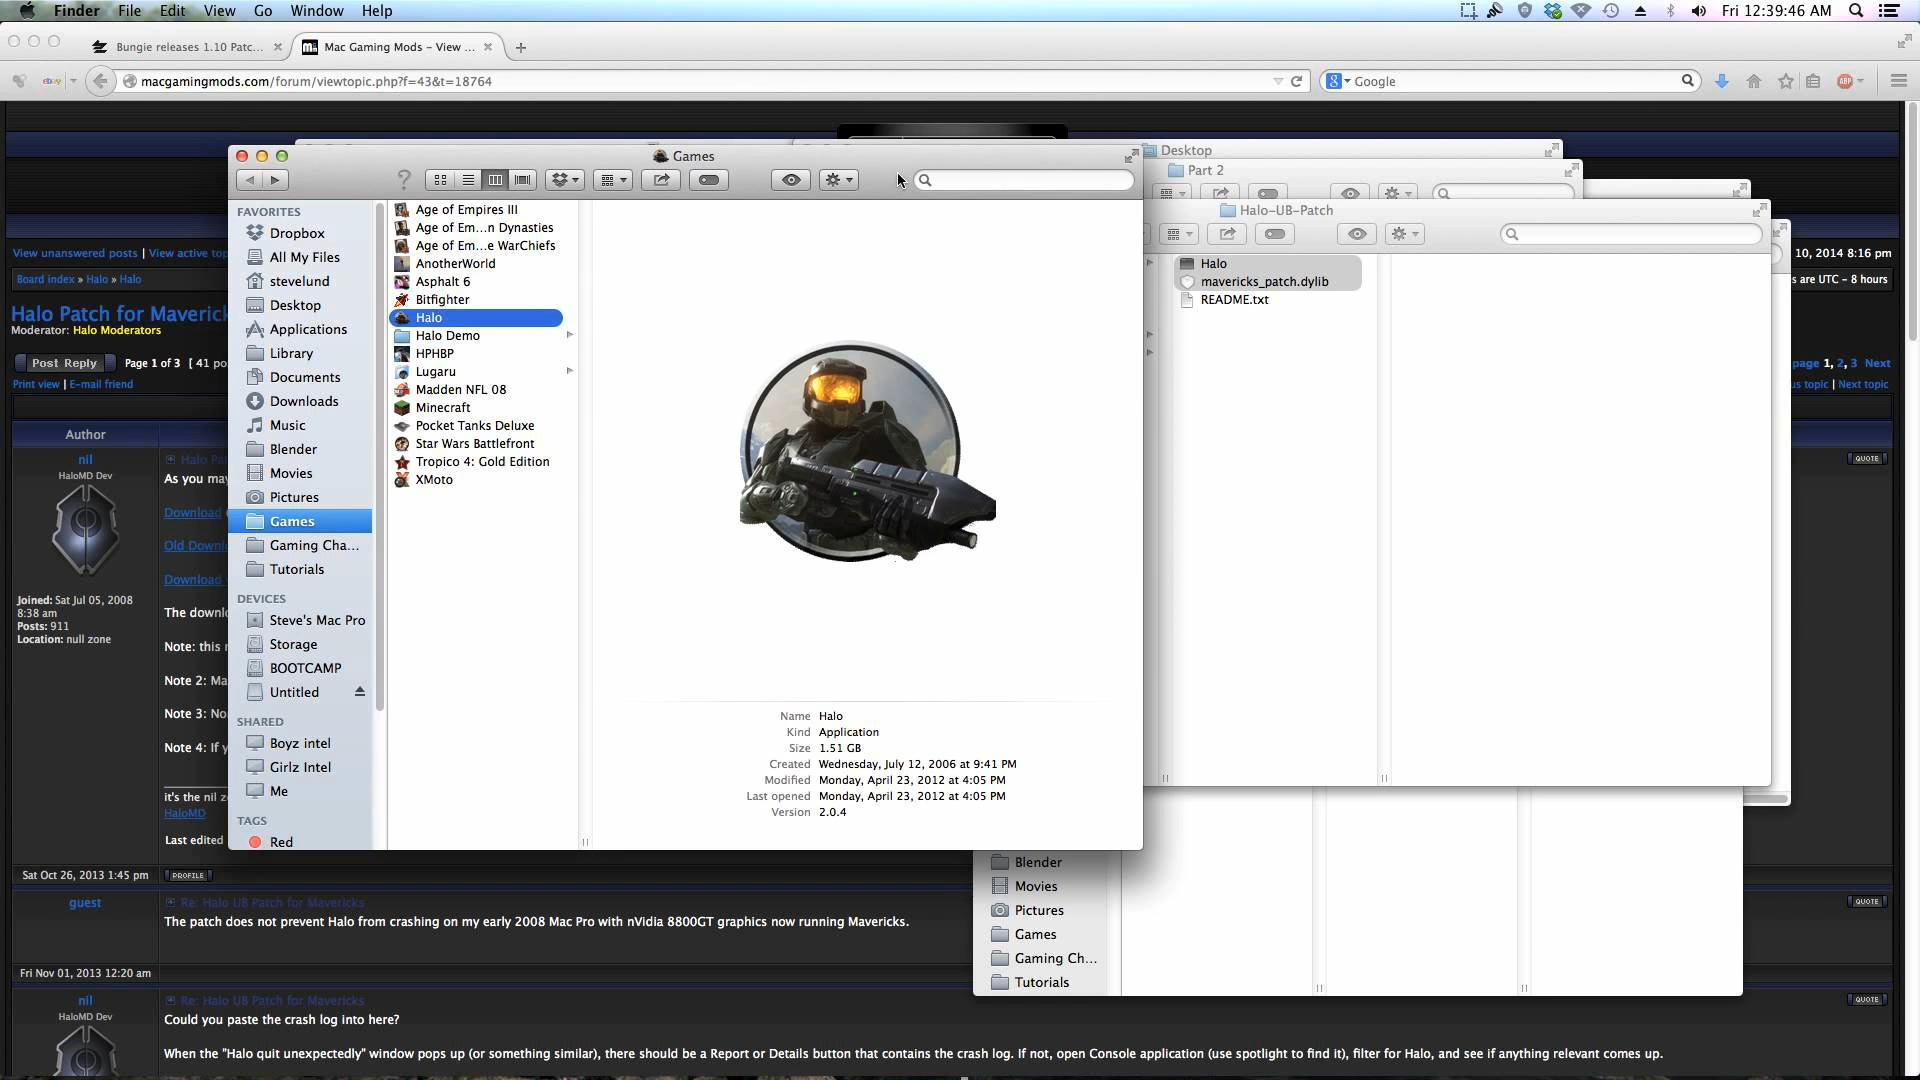 Finder File Edit View Go Window Help Fri 12:39:46 AM
Bungie releases 1.10 Patc... Mac Gaming Mods – View ...
macgamingmods.com/forum/viewtopic.php?f=43&t=18764 Google
Games
Desktop
Part 2
Halo-UB-Patch
FAVORITES
Dropbox
All My Files
stevelund
Desktop
Applications
Library
Documents
Downloads
Music
Blender
Movies
Pictures
Games
Gaming Cha...
Tutorials
DEVICES
Steve's Mac Pro
Storage
BOOTCAMP
Untitled
SHARED
Boyz intel
Girlz Intel
Me
TAGS
Red
Age of Empires III
Age of Em...n Dynasties
Age of Em...e WarChiefs
AnotherWorld
Asphalt 6
Bitfighter
Halo
Halo Demo
HPHBP
Lugaru
Madden NFL 08
Minecraft
Pocket Tanks Deluxe
Star Wars Battlefront
Tropico 4: Gold Edition
XMoto
Name Halo
Kind Application
Size 1.51 GB
Created Wednesday, July 12, 2006 at 9:41 PM
Modified Monday, April 23, 2012 at 4:05 PM
Last opened Monday, April 23, 2012 at 4:05 PM
Version 2.0.4
Halo
mavericks_patch.dylib
README.txt
Blender
Movies
Pictures
Games
Gaming Ch...
Tutorials
View unanswered posts | View active
10, 2014 8:16 pm
Board index » Halo » Halo
s are UTC – 8 hours
Halo Patch for Maverick
Moderator: Halo Moderators
Post Reply Page 1 of 3 [ 41
page 1, 2, 3 Next
Print view | E-mail friend
topic | Next topic
Author
nil
HaloMD Dev
Joined: Sat Jul 05, 2008
8:38 am
Posts: 911
Location: null zone
QUOTE
As you may
Download
Old Downl
Download
The downl
Note: this
Note 2: Ma
Note 3: No
Note 4: If y
it's the nil
HaloMD
Last edited
Sat Oct 26, 2013 1:45 pm PROFILE
guest Re: Halo UB Patch for Mavericks QUOTE
The patch does not prevent Halo from crashing on my early 2008 Mac Pro with nVidia 8800GT graphics now running Mavericks.
Fri Nov 01, 2013 12:20 am
nil Re: Halo UB Patch for Mavericks QUOTE
HaloMD Dev
Could you paste the crash log into here?
When the "Halo quit unexpectedly" window pops up (or something similar), there should be a Report or Details button that contains the crash log. If not, open Console application (use spotlight to find it), filter for Halo, and see if anything relevant comes up.